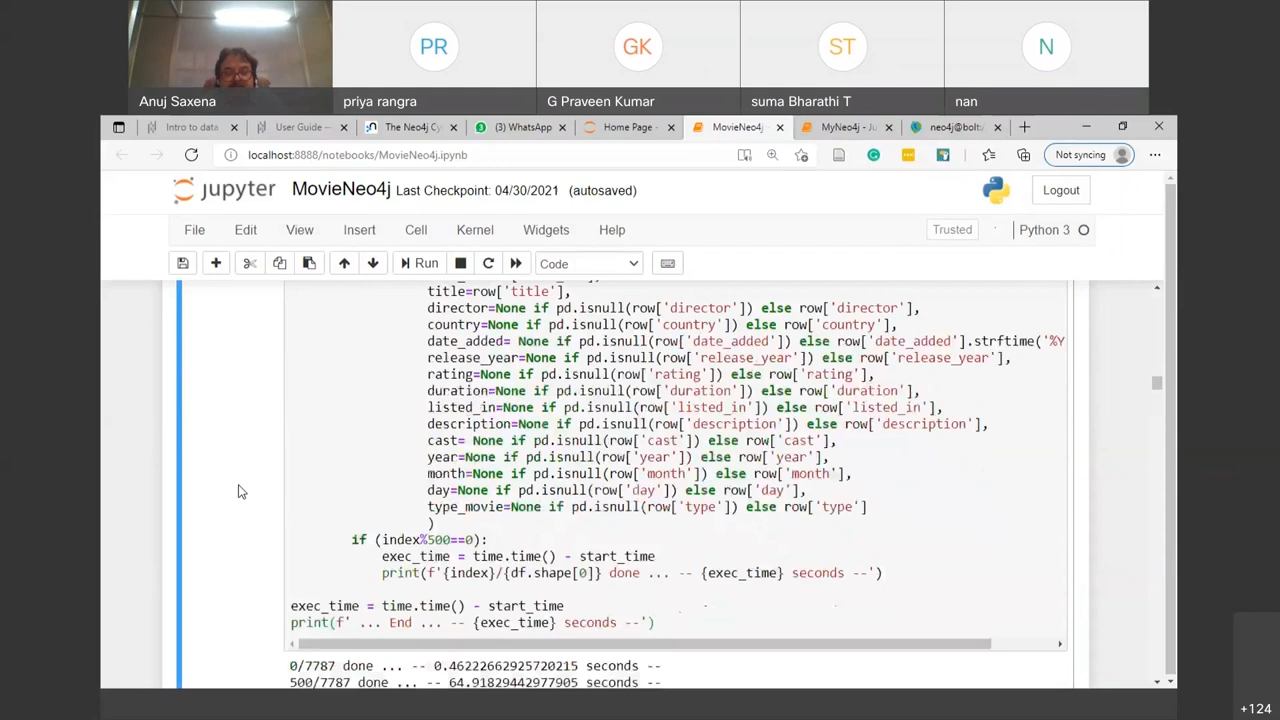 PR
GK
ST
N
Anuj Saxena
priya rangra
G Praveen Kumar
suma Bharathi T
nan
Intro to data
User Guide —
The Neo4j Cy
(3) WhatsApp
Home Page -
MovieNeo4j
MyNeo4j - Ju
neo4j@bolt:/
localhost:8888/notebooks/MovieNeo4j.ipynb
Not syncing
jupyter MovieNeo4j Last Checkpoint: 04/30/2021 (autosaved)
Logout
File Edit View Insert Cell Kernel Widgets Help
Trusted
Python 3
Run
Code
title=row['title'],
director=None if pd.isnull(row['director']) else row['director'],
country=None if pd.isnull(row['country']) else row['country'],
date_added= None if pd.isnull(row['date_added']) else row['date_added'].strftime('%Y
release_year=None if pd.isnull(row['release_year']) else row['release_year'],
rating=None if pd.isnull(row['rating']) else row['rating'],
duration=None if pd.isnull(row['duration']) else row['duration'],
listed_in=None if pd.isnull(row['listed_in']) else row['listed_in'],
description=None if pd.isnull(row['description']) else row['description'],
cast= None if pd.isnull(row['cast']) else row['cast'],
year=None if pd.isnull(row['year']) else row['year'],
month=None if pd.isnull(row['month']) else row['month'],
day=None if pd.isnull(row['day']) else row['day'],
type_movie=None if pd.isnull(row['type']) else row['type']
)
if (index%500==0):
exec_time = time.time() - start_time
print(f'{index}/{df.shape[0]} done ... -- {exec_time} seconds --')
exec_time = time.time() - start_time
print(f' ... End ... -- {exec_time} seconds --')
0/7787 done ... -- 0.46226662925720215 seconds --
500/7787 done ... -- 64.91829442977905 seconds --
+124